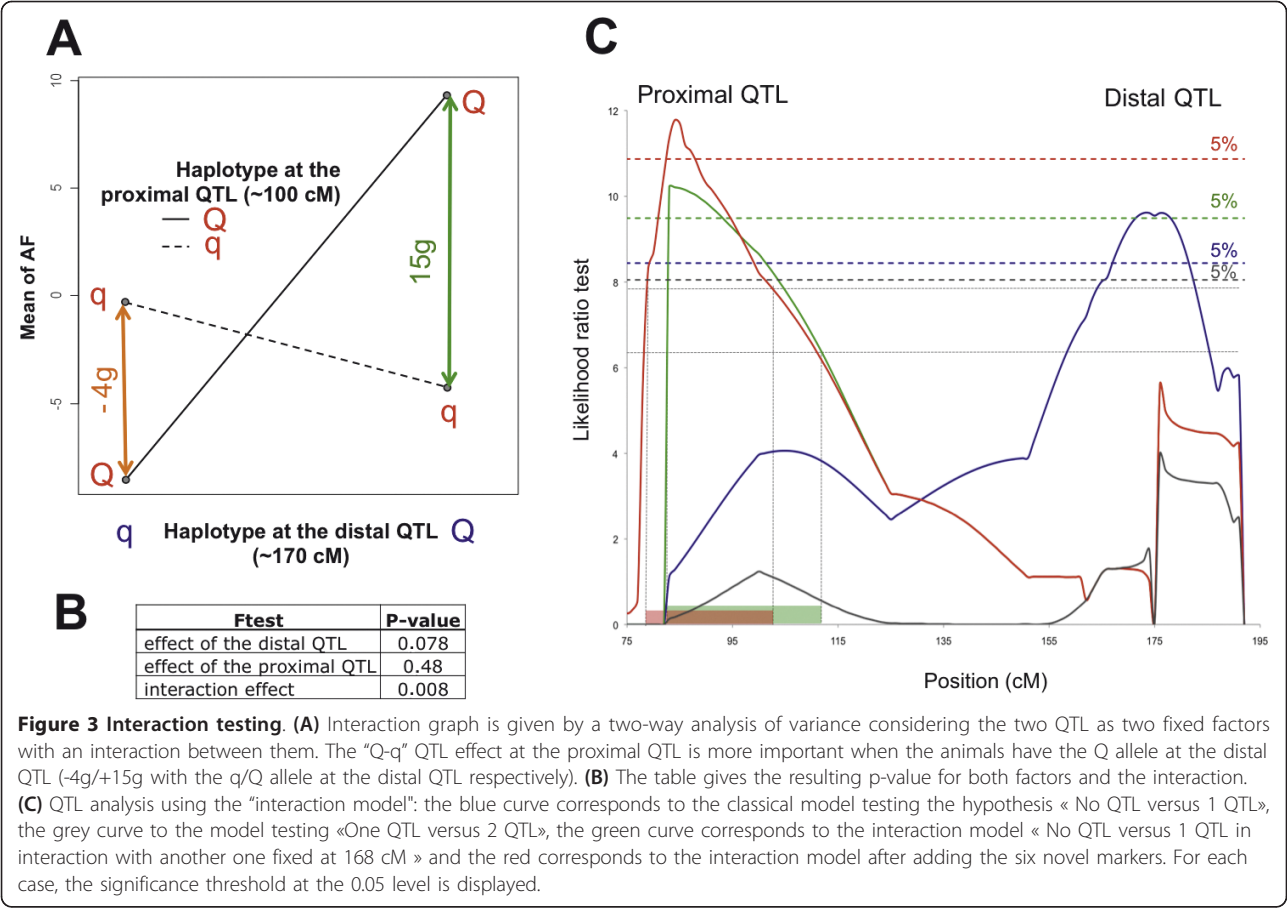 A
10
5
0
-5
Mean of AF
Haplotype at the
proximal QTL (~100 cM)
Q
q
Q
q
15g
- 4g
q
Q
q
Haplotype at the distal QTL
(~170 cM)
Q
B
Ftest P-value
effect of the distal QTL 0.078
effect of the proximal QTL 0.48
interaction effect 0.008
C
Proximal QTL
Distal QTL
12
10
8
6
4
2
0
Likelihood ratio test
5%
5%
5%
5%
75 95 115 135 155 175 195
Position (cM)
Figure 3 Interaction testing. (A) Interaction graph is given by a two-way analysis of variance considering the two QTL as two fixed factors
with an interaction between them. The “Q-q” QTL effect at the proximal QTL is more important when the animals have the Q allele at the distal
QTL (-4g/+15g with the q/Q allele at the distal QTL respectively). (B) The table gives the resulting p-value for both factors and the interaction.
(C) QTL analysis using the “interaction model": the blue curve corresponds to the classical model testing the hypothesis « No QTL versus 1 QTL»,
the grey curve to the model testing «One QTL versus 2 QTL», the green curve corresponds to the interaction model « No QTL versus 1 QTL in
interaction with another one fixed at 168 cM » and the red corresponds to the interaction model after adding the six novel markers. For each
case, the significance threshold at the 0.05 level is displayed.